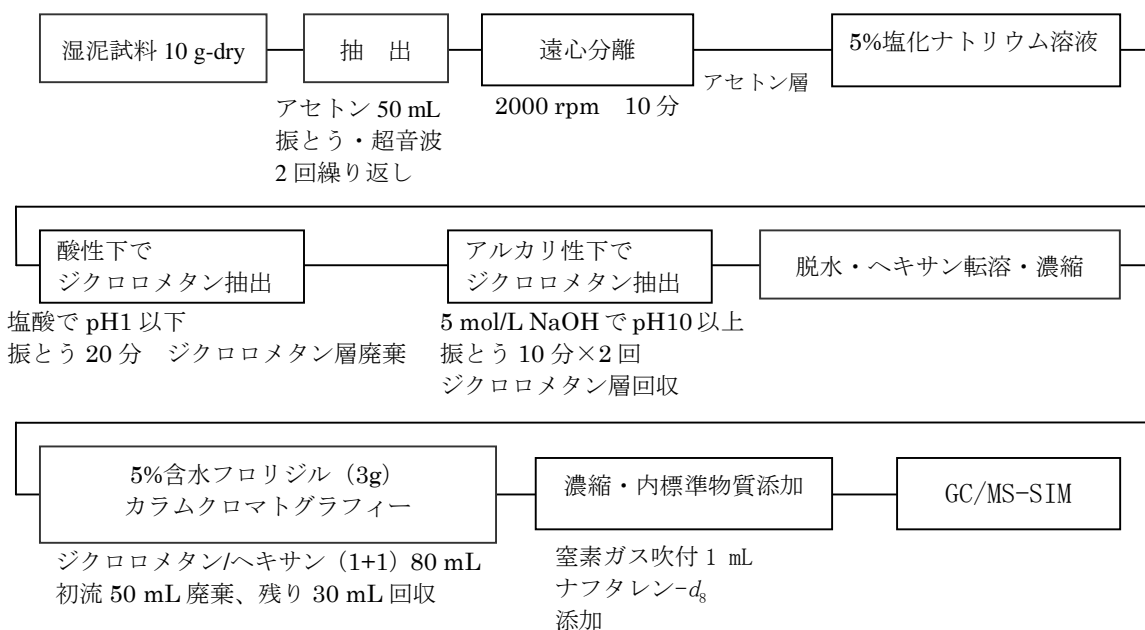 湿泥試料 10 g-dry
抽　出
遠心分離
アセトン層
5%塩化ナトリウム溶液
アセトン 50 mL
振とう・超音波
2 回繰り返し
2000 rpm　10 分
酸性下で
ジクロロメタン抽出
塩酸で pH1 以下
振とう 20 分　ジクロロメタン層廃棄
アルカリ性下で
ジクロロメタン抽出
5 mol/L NaOH で pH10 以上
振とう 10 分×2 回
ジクロロメタン層回収
脱水・ヘキサン転溶・濃縮
5%含水フロリジル（3g）
カラムクロマトグラフィー
ジクロロメタン/ヘキサン（1+1）80 mL
初流 50 mL 廃棄、残り 30 mL 回収
濃縮・内標準物質添加
窒素ガス吹付 1 mL
ナフタレン-d₈
添加
GC/MS-SIM